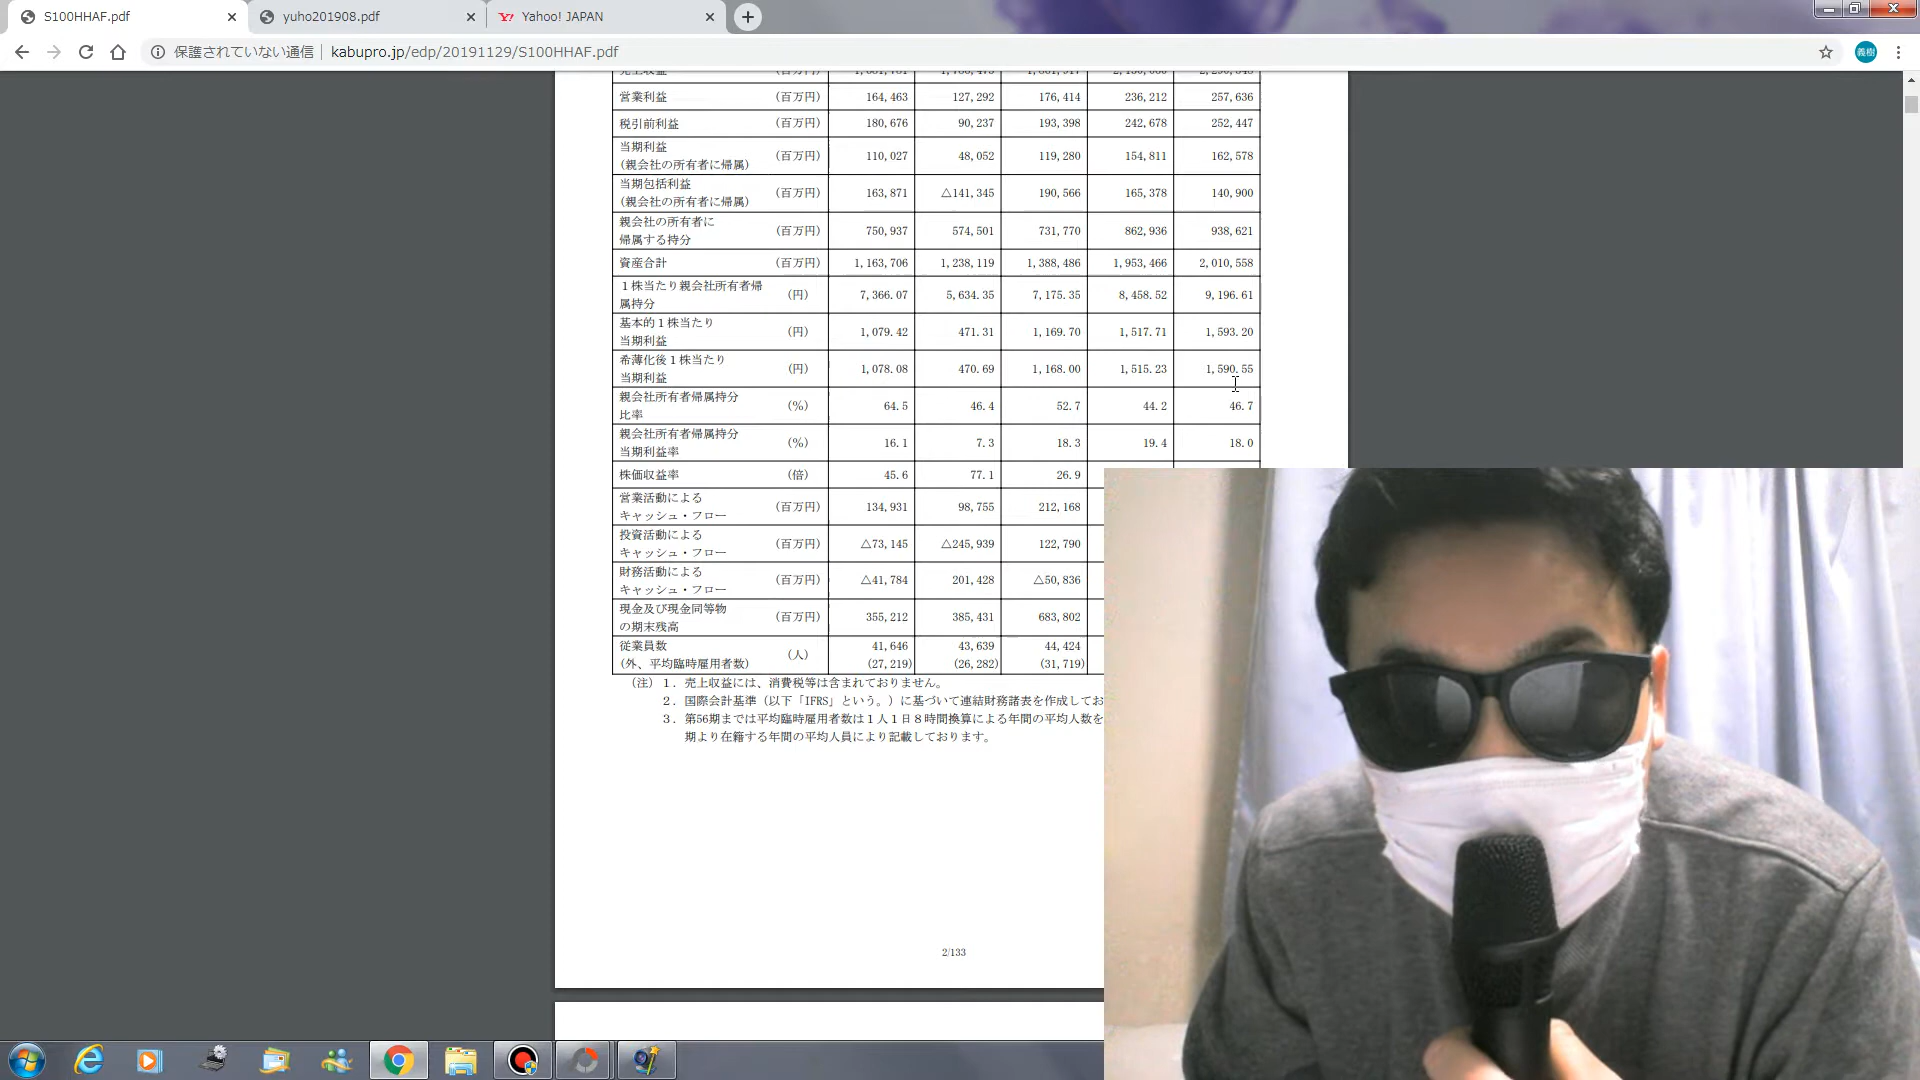 S100HHAF.pdf
yuho201908.pdf
Yahoo! JAPAN
保護されていない通信 | kabupro.jp/edp/20191129/S100HHAF.pdf
義樹
売上収益 (百万円)
営業利益 (百万円) 164,463 127,292 176,414 236,212 257,636
税引前利益 (百万円) 180,676 90,237 193,398 242,678 252,447
当期利益
(親会社の所有者に帰属) (百万円) 110,027 48,052 119,280 154,811 162,578
当期包括利益
(親会社の所有者に帰属) (百万円) 163,871 △141,345 190,566 165,378 140,900
親会社の所有者に
帰属する持分 (百万円) 750,937 574,501 731,770 862,936 938,621
資産合計 (百万円) 1,163,706 1,238,119 1,388,486 1,953,466 2,010,558
1株当たり親会社所有者帰
属持分 (円) 7,366.07 5,634.35 7,175.35 8,458.52 9,196.61
基本的1株当たり
当期利益 (円) 1,079.42 471.31 1,169.70 1,517.71 1,593.20
希薄化後1株当たり
当期利益 (円) 1,078.08 470.69 1,168.00 1,515.23 1,590.55
親会社所有者帰属持分
比率 (%) 64.5 46.4 52.7 44.2 46.7
親会社所有者帰属持分
当期利益率 (%) 16.1 7.3 18.3 19.4 18.0
株価収益率 (倍) 45.6 77.1 26.9
営業活動による
キャッシュ・フロー (百万円) 134,931 98,755 212,168
投資活動による
キャッシュ・フロー (百万円) △73,145 △245,939 122,790
財務活動による
キャッシュ・フロー (百万円) △41,784 201,428 △50,836
現金及び現金同等物
の期末残高 (百万円) 355,212 385,431 683,802
従業員数 (人) 41,646 43,639 44,424
(外、平均臨時雇用者数) (27,219) (26,282) (31,719)
(注) 1. 売上収益には、消費税等は含まれておりません。
2. 国際会計基準(以下「IFRS」という。)に基づいて連結財務諸表を作成してお
3. 第56期までは平均臨時雇用者数は1人1日8時間換算による年間の平均人数を
期より在籍する年間の平均人員により記載しております。
2/133